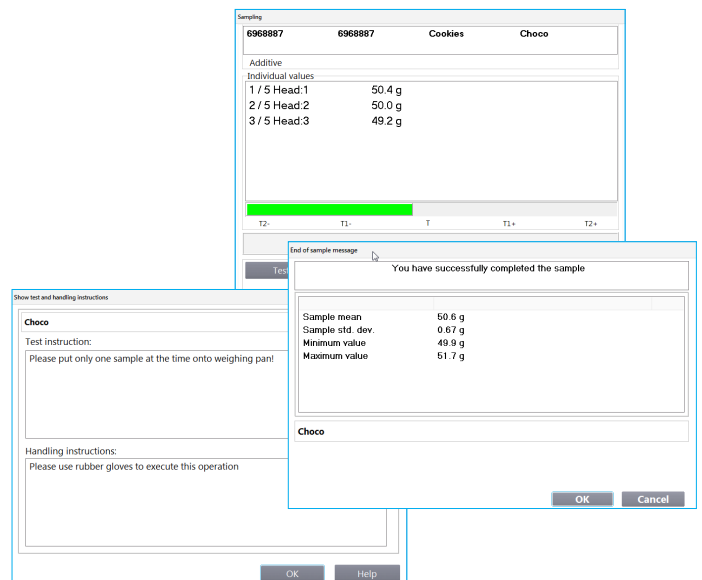 Sampling
6968887 6968887 Cookies Choco
Additive
Individual values
1 / 5 Head:1 50.4 g
2 / 5 Head:2 50.0 g
3 / 5 Head:3 49.2 g
T2- T1- T T1+ T2+
Test
End of sample message
You have successfully completed the sample
Sample mean 50.6 g
Sample std. dev. 0.67 g
Minimum value 49.9 g
Maximum value 51.7 g
Choco
OK Cancel
Show test and handling instructions
Choco
Test instruction:
Please put only one sample at the time onto weighing pan!
Handling instructions:
Please use rubber gloves to execute this operation
OK Help